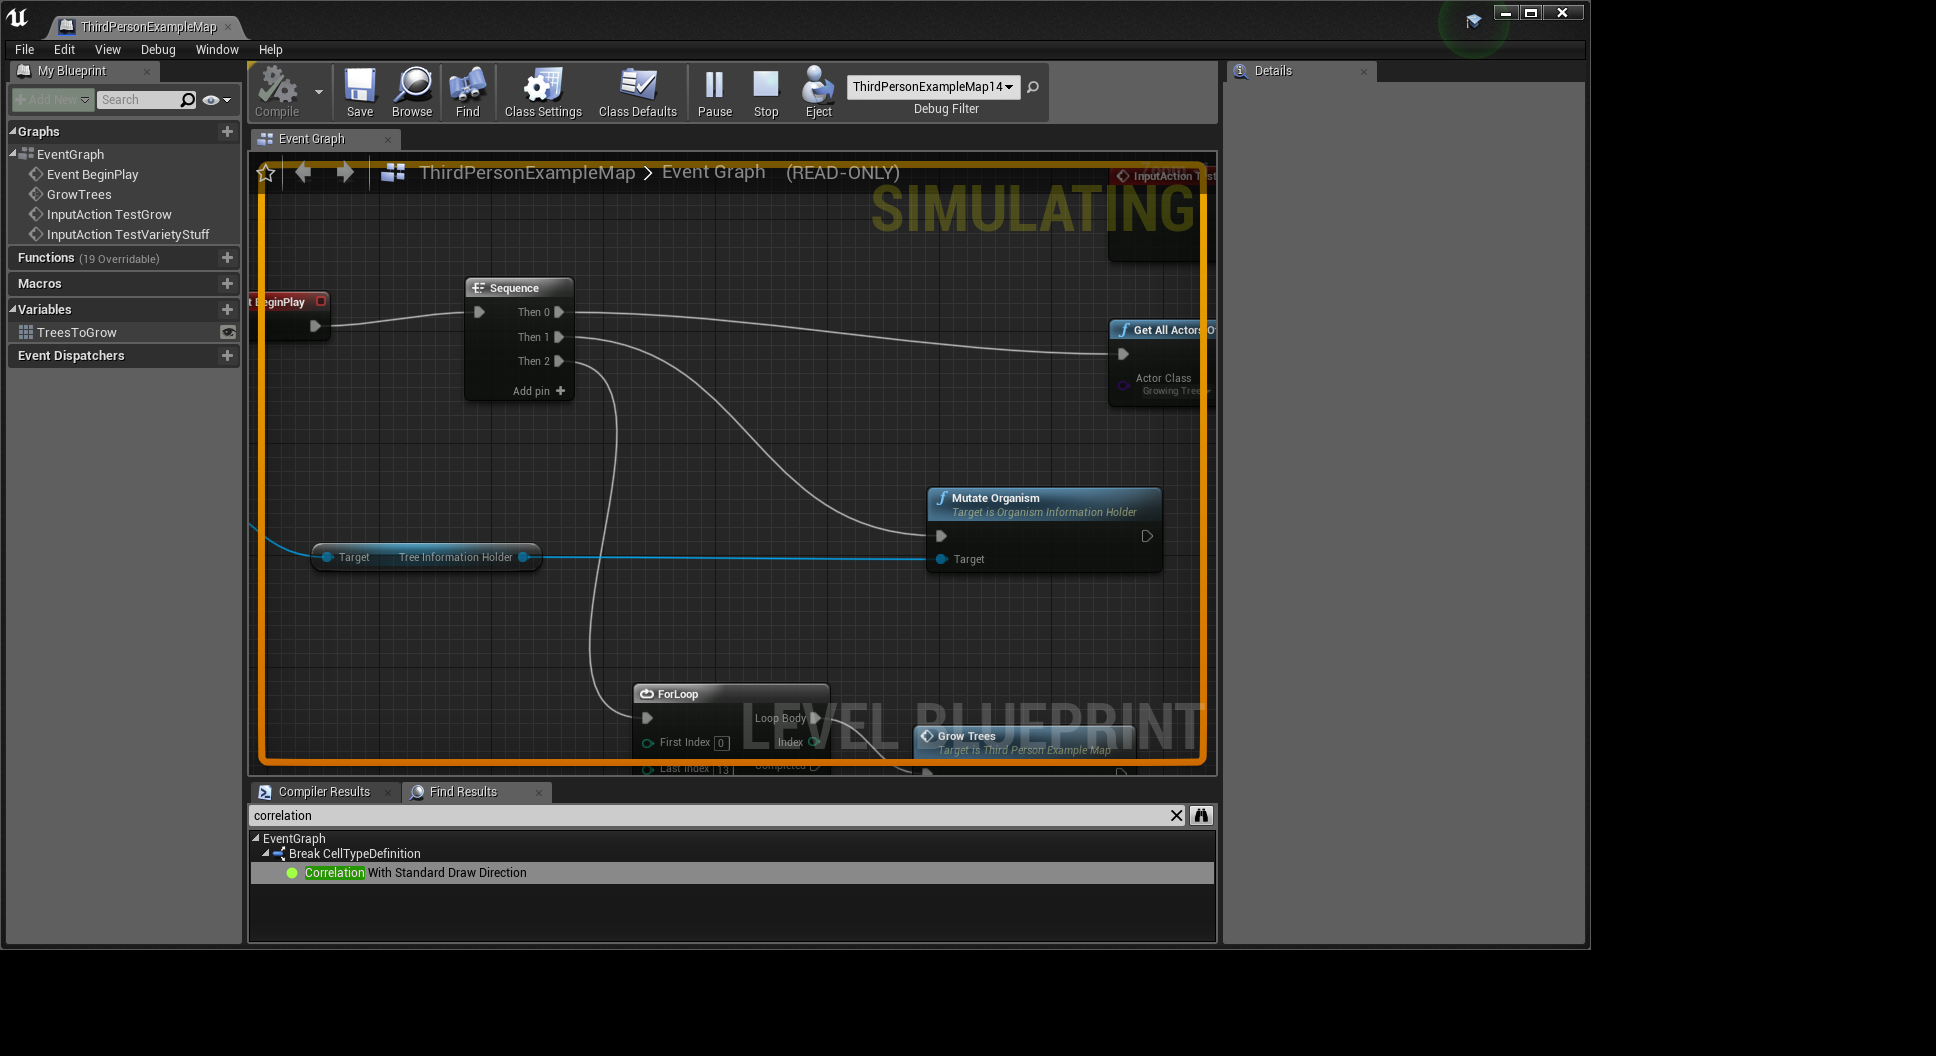 ThirdPersonExampleMap
File Edit View Debug Window Help
My Blueprint
Add New
Search
Graphs
EventGraph
Event BeginPlay
GrowTrees
InputAction TestGrow
InputAction TestVarietyStuff
Functions (19 Overridable)
Macros
Variables
TreesToGrow
Event Dispatchers
Compile
Save
Browse
Find
Class Settings
Class Defaults
Pause
Stop
Eject
ThirdPersonExampleMap14
Debug Filter
Event Graph
ThirdPersonExampleMap > Event Graph (READ-ONLY)
SIMULATING
InputAction Test
t BeginPlay
Sequence
Then 0
Then 1
Then 2
Add pin
Get All Actors O
Actor Class
Growing Tree
Mutate Organism
Target is Organism Information Holder
Target
Target Tree Information Holder
ForLoop
Loop Body
First Index 0
Index
Last Index 13
Completed
LEVEL BLUEPRINT
Grow Trees
Target is Third Person Example Map
Compiler Results
Find Results
correlation
EventGraph
Break CellTypeDefinition
Correlation With Standard Draw Direction
Details